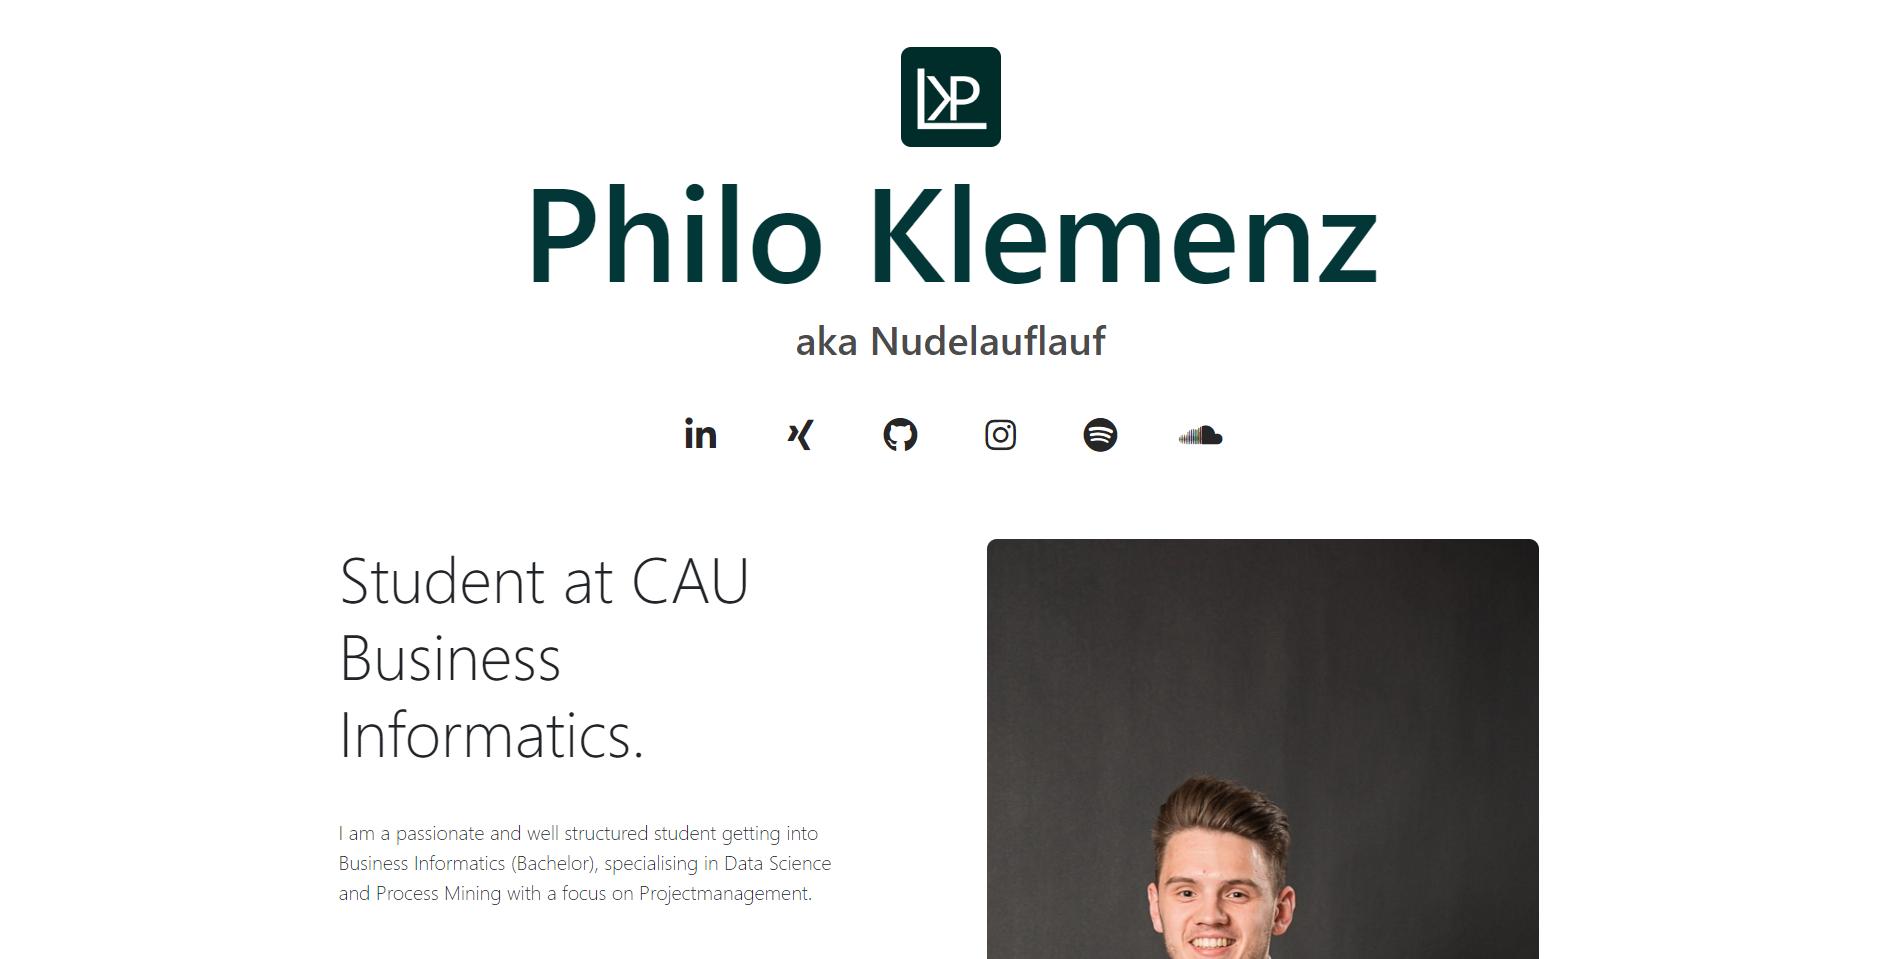 KP
Philo Klemenz
aka Nudelauflauf
in
Student at CAU
Business
Informatics.
I am a passionate and well structured student getting into
Business Informatics (Bachelor), specialising in Data Science
and Process Mining with a focus on Projectmanagement.